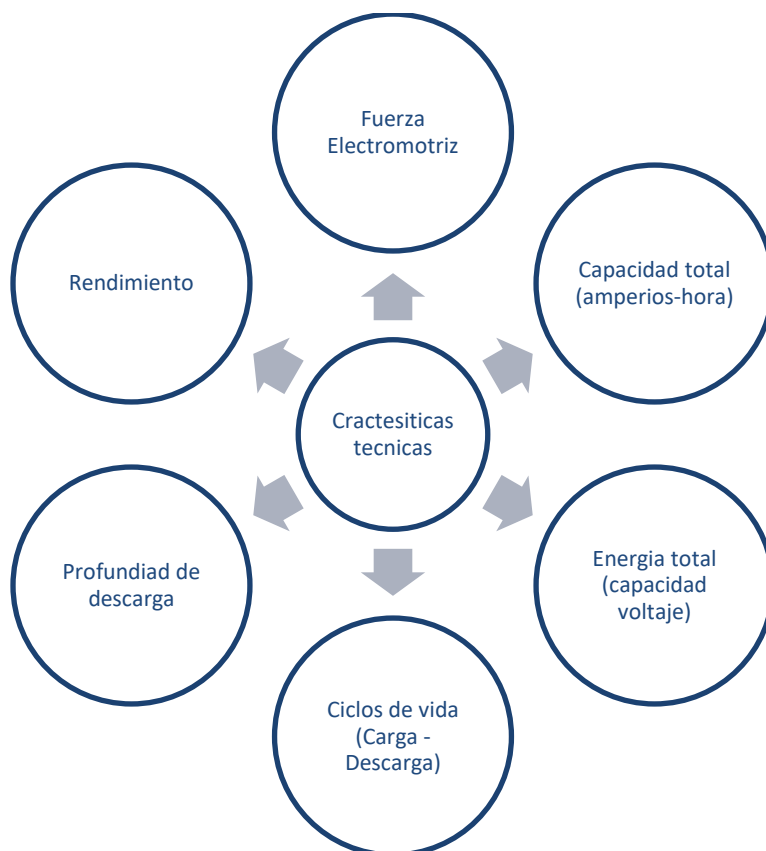 Fuerza
Electromotriz
Rendimiento
Capacidad total
(amperios-hora)
Cractesiticas
tecnicas
Profundiad de
descarga
Energia total
(capacidad
voltaje)
Ciclos de vida
(Carga -
Descarga)